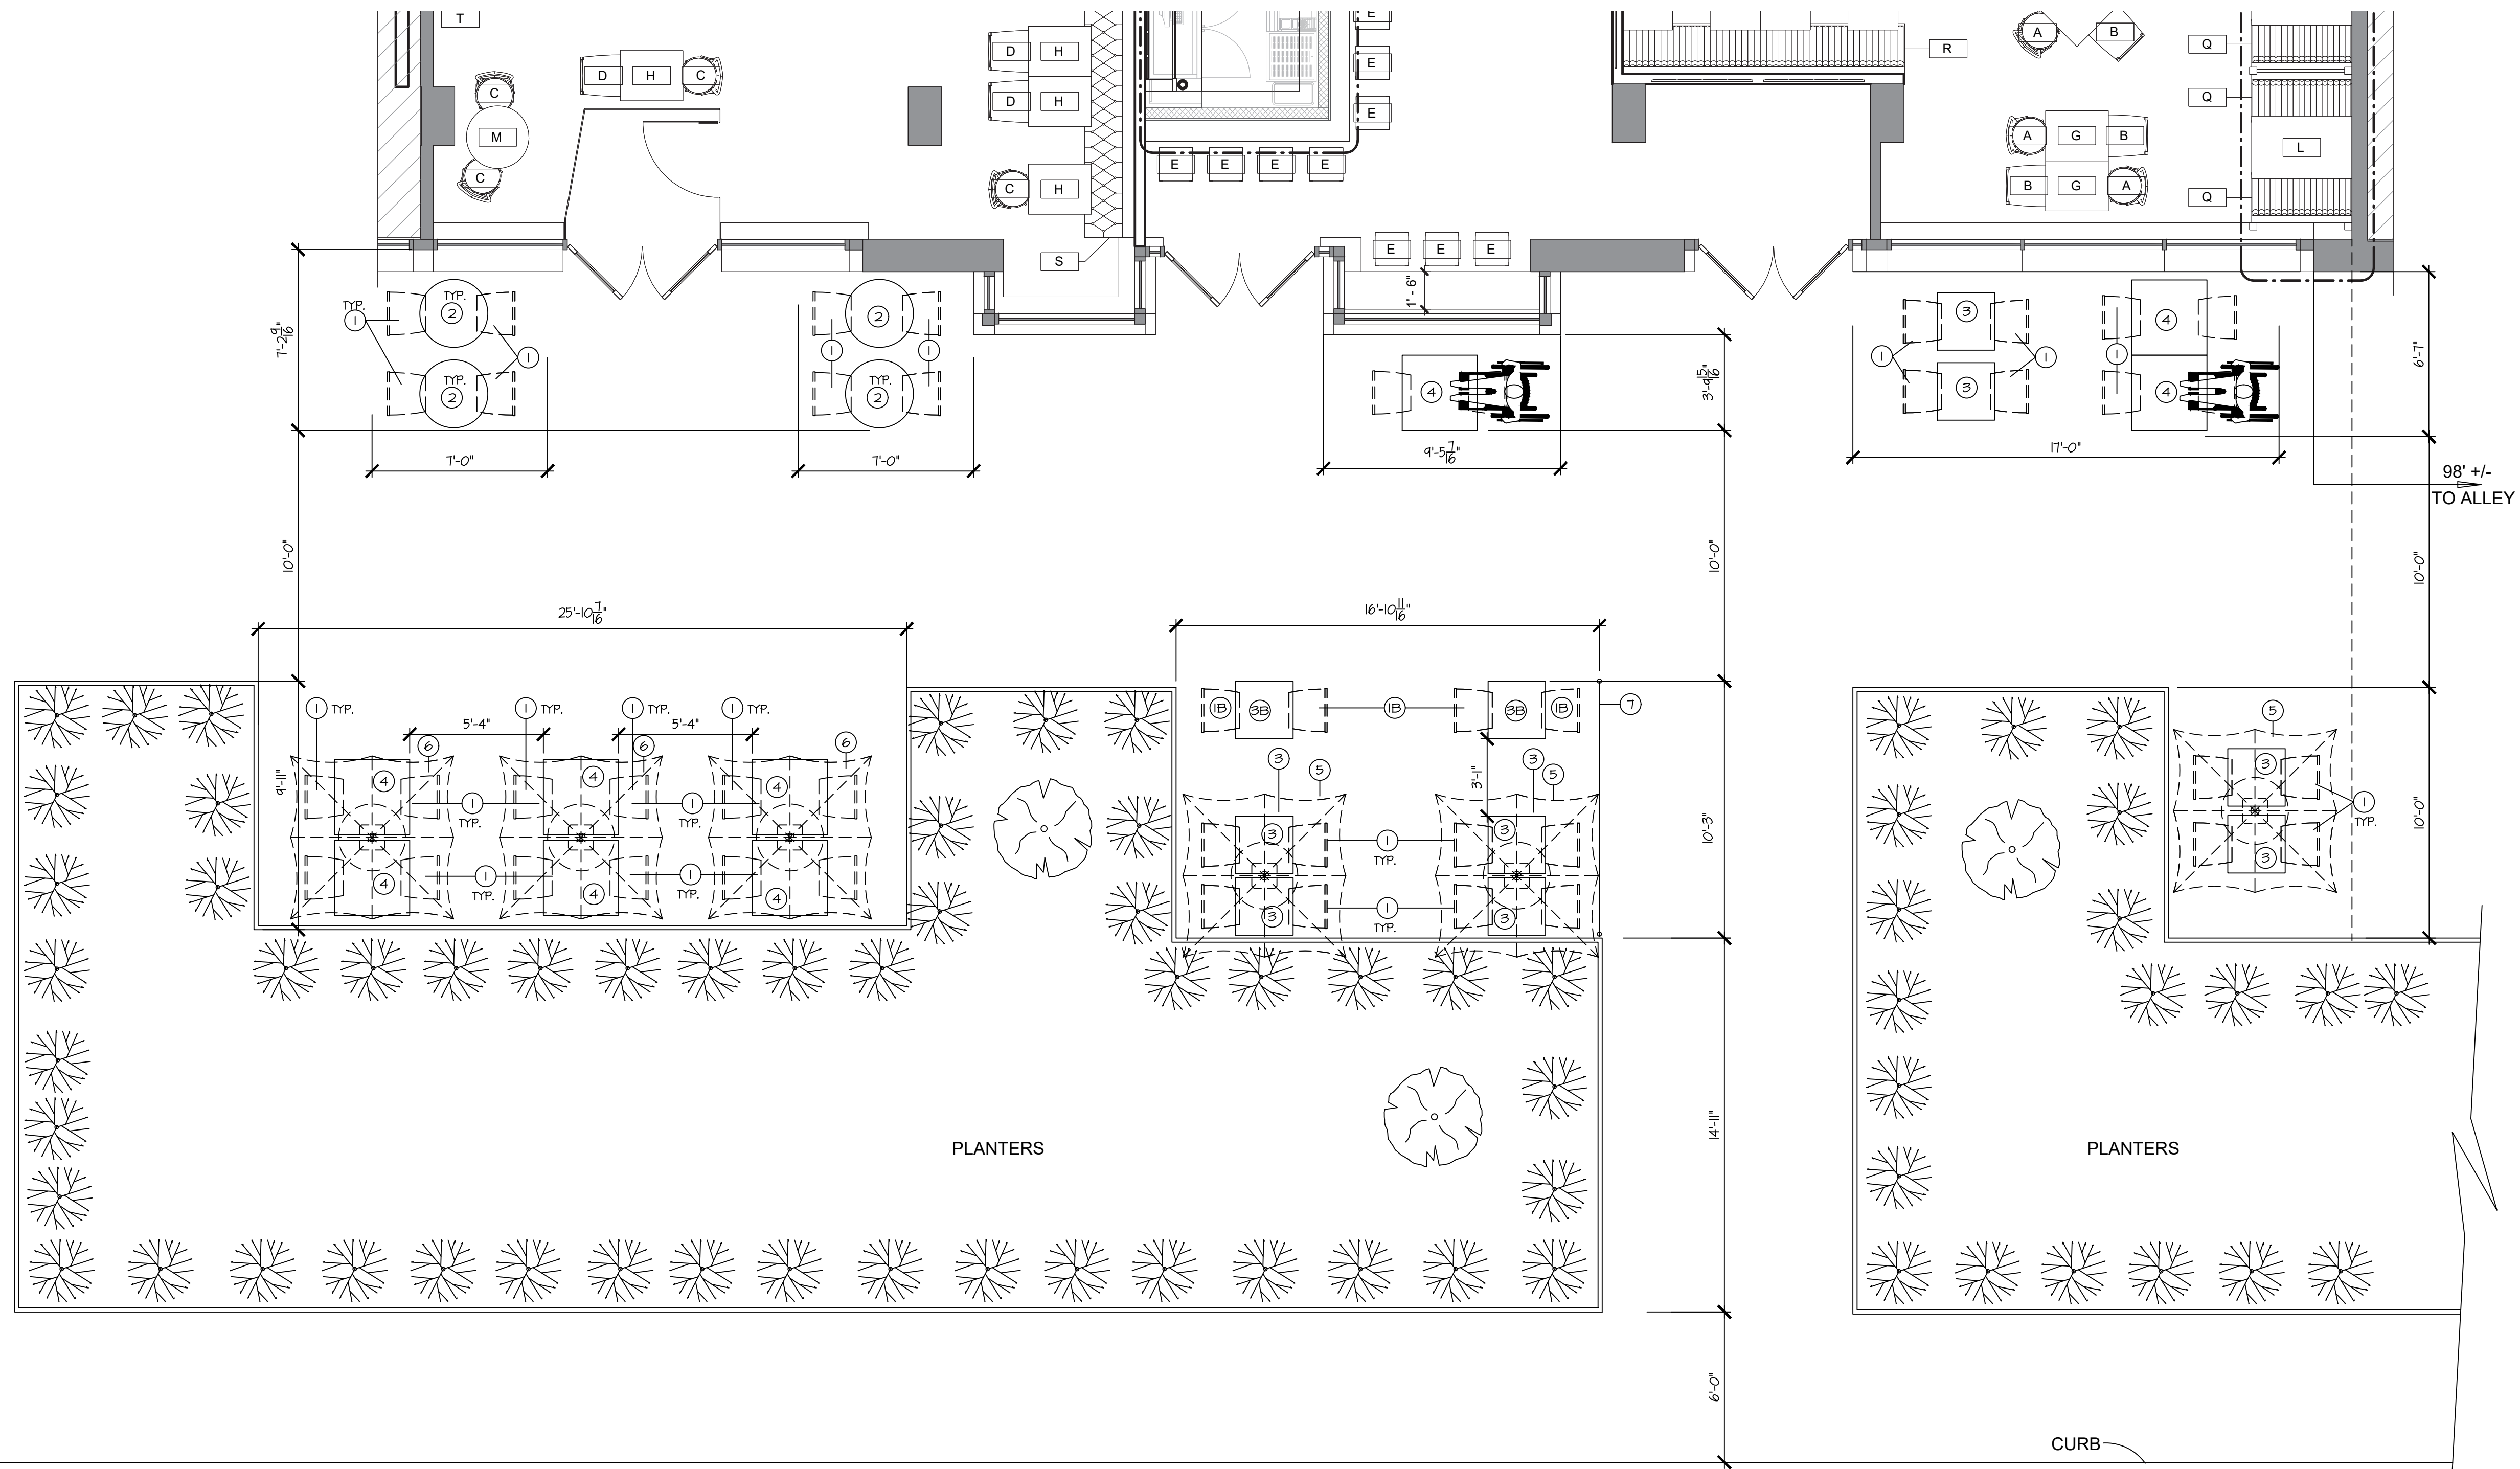 T
E
D H C
D H
E
R
A B
Q
C
D H
E
Q
M
A G B
L
C
C H
E E E E
B G A
Q
S
E E E
1' - 6"
TYP.
1
TYP.
2
2
1
1 1
TYP.
2
TYP.
2
7'-2 9/16"
4
3'-9 15/16"
3
4
1 1 1
3
4
6'-7"
7'-0"
7'-0"
9'-5 7/16"
17'-0"
98' +/-
TO ALLEY
10'-0"
10'-0"
10'-0"
25'-10 7/16"
16'-10 11/16"
1 TYP.
1 TYP.
1 TYP.
1 TYP.
5'-4"
5'-4"
6 6 6
1B 3B 1B 3B 1B
7
5
9'-11"
4 4 4
3 5
3'-1"
3 5
3
1
TYP.
1
TYP.
1
TYP.
3 3
1
TYP.
10'-3"
10'-0"
4 4 4
1
TYP.
1
TYP.
3 3
1
TYP.
3
PLANTERS
PLANTERS
14'-11"
6'-0"
CURB